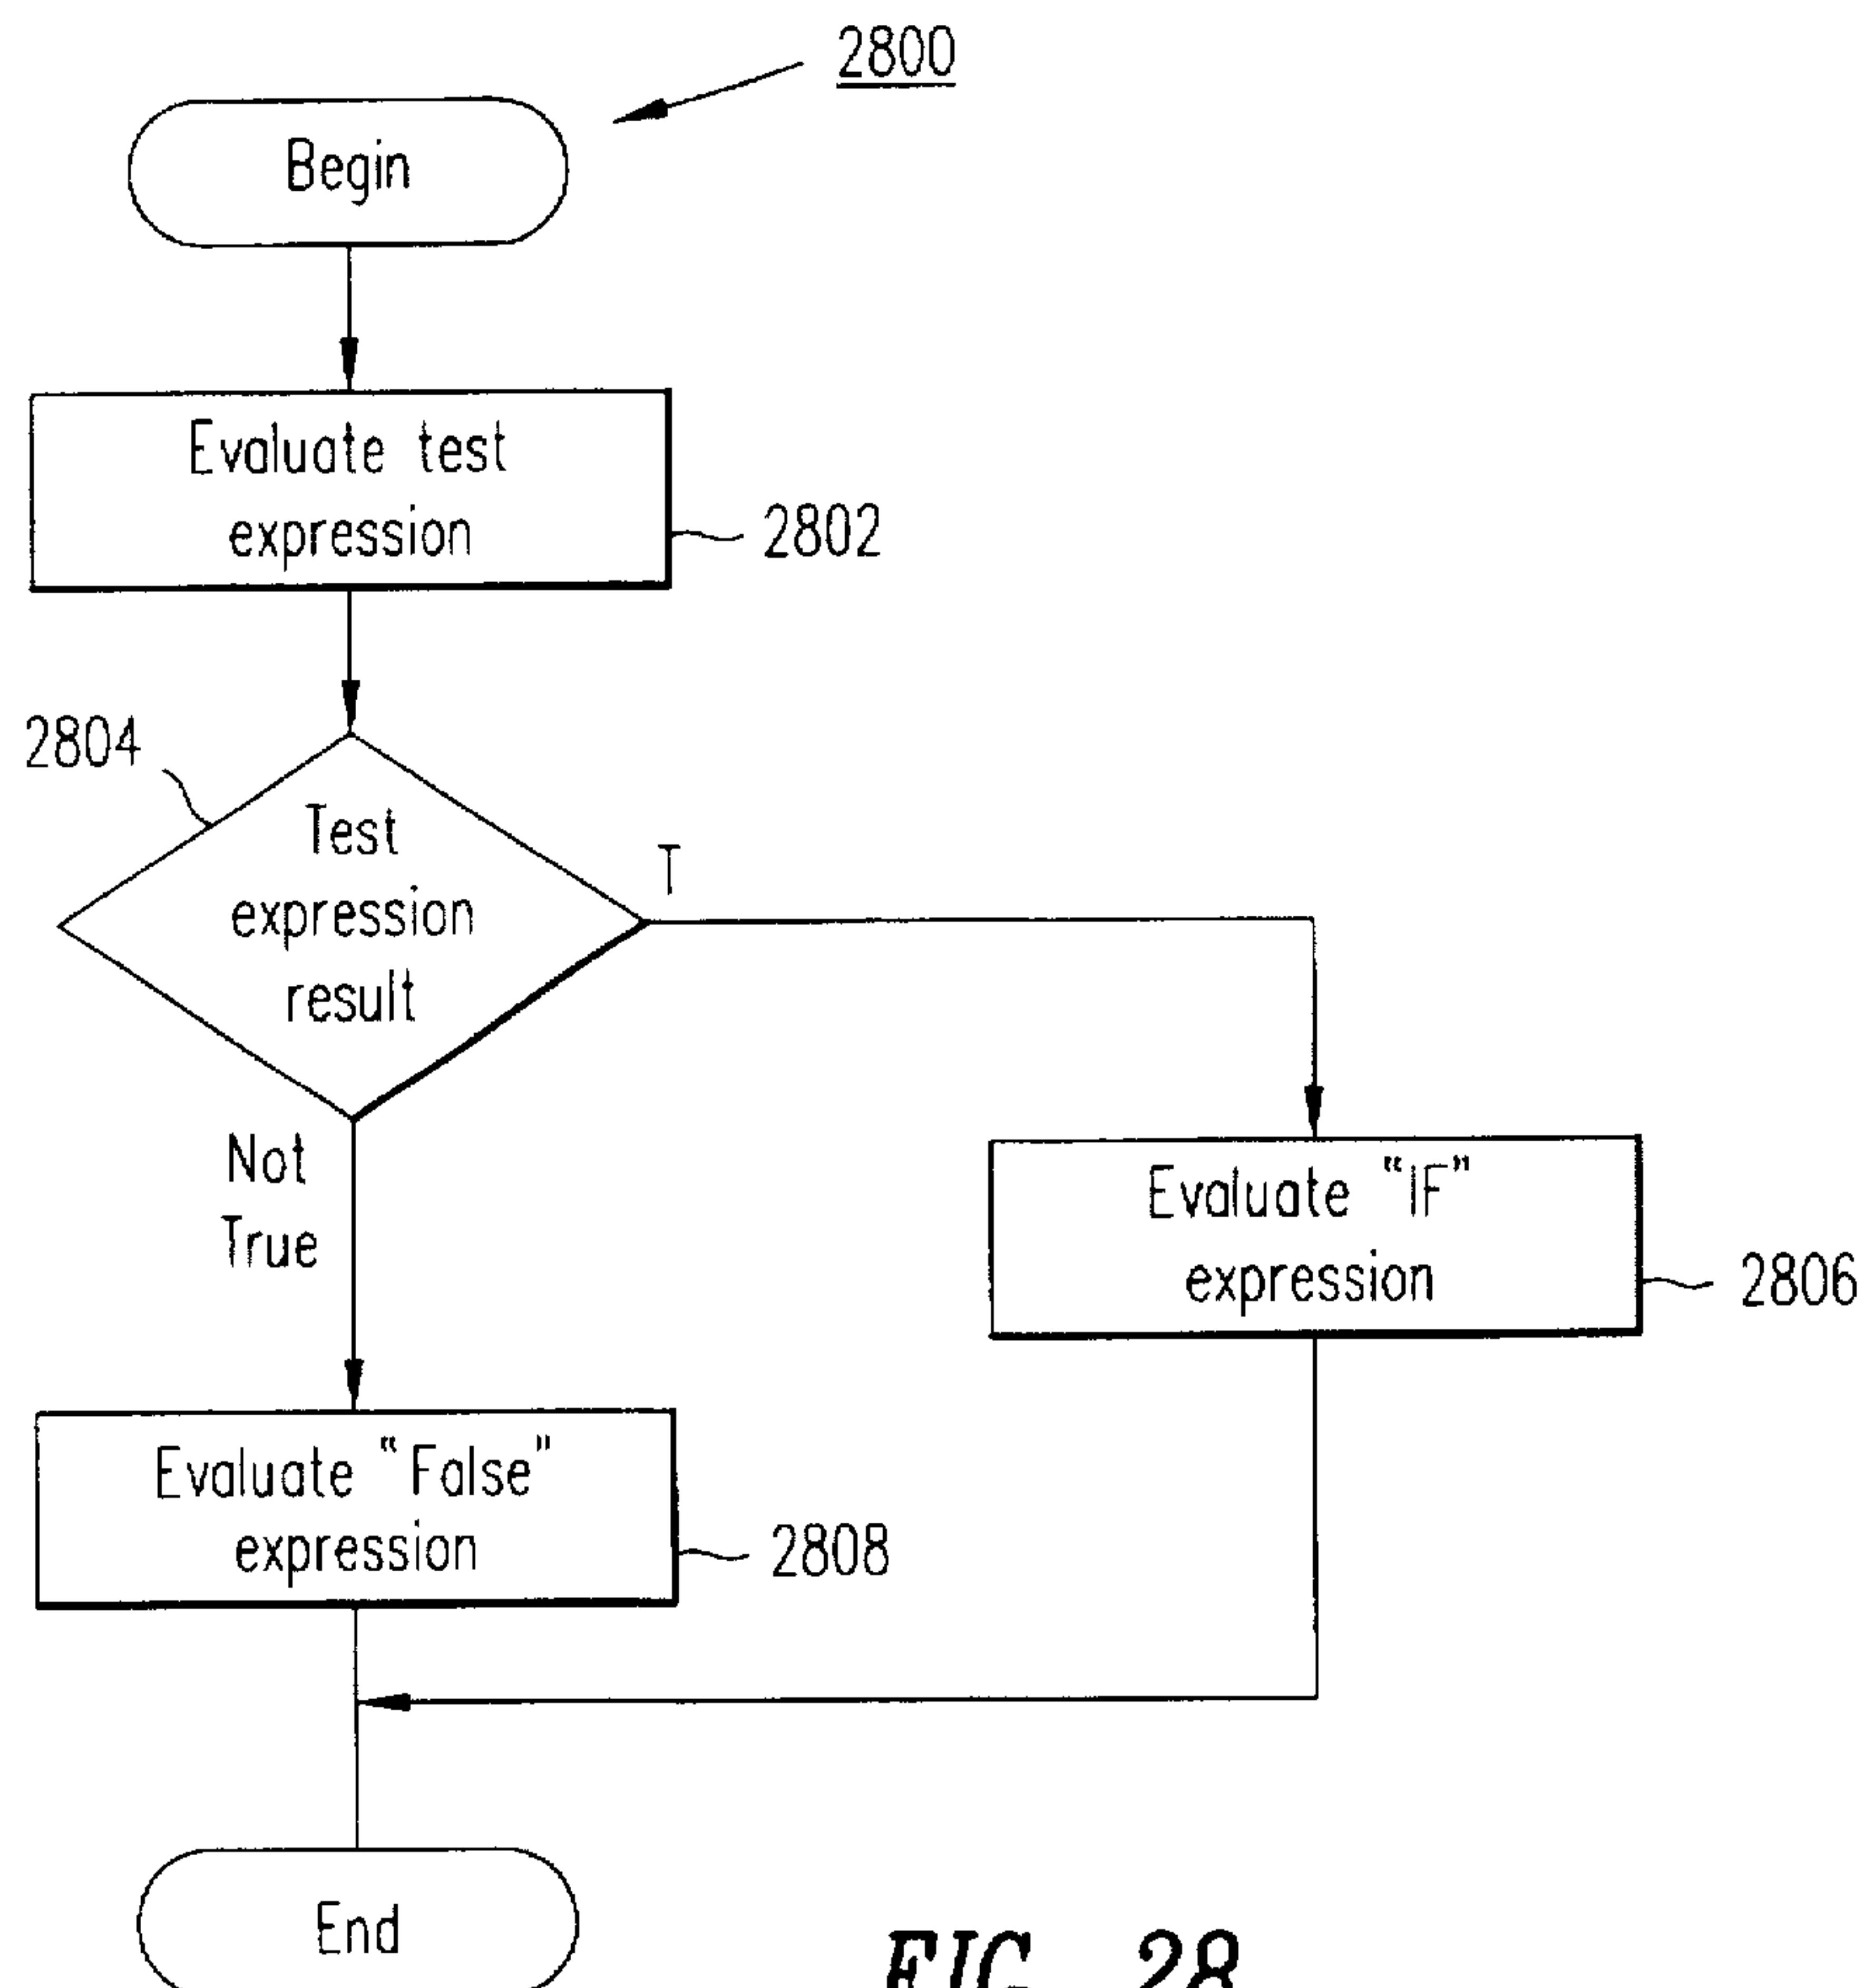 2800
Begin
Evaluate test
expression
2802
2804
Test
expression
result
T
Not
True
Evaluate "IF"
expression
2806
Evaluate "False"
expression
2808
End
FIG. 28